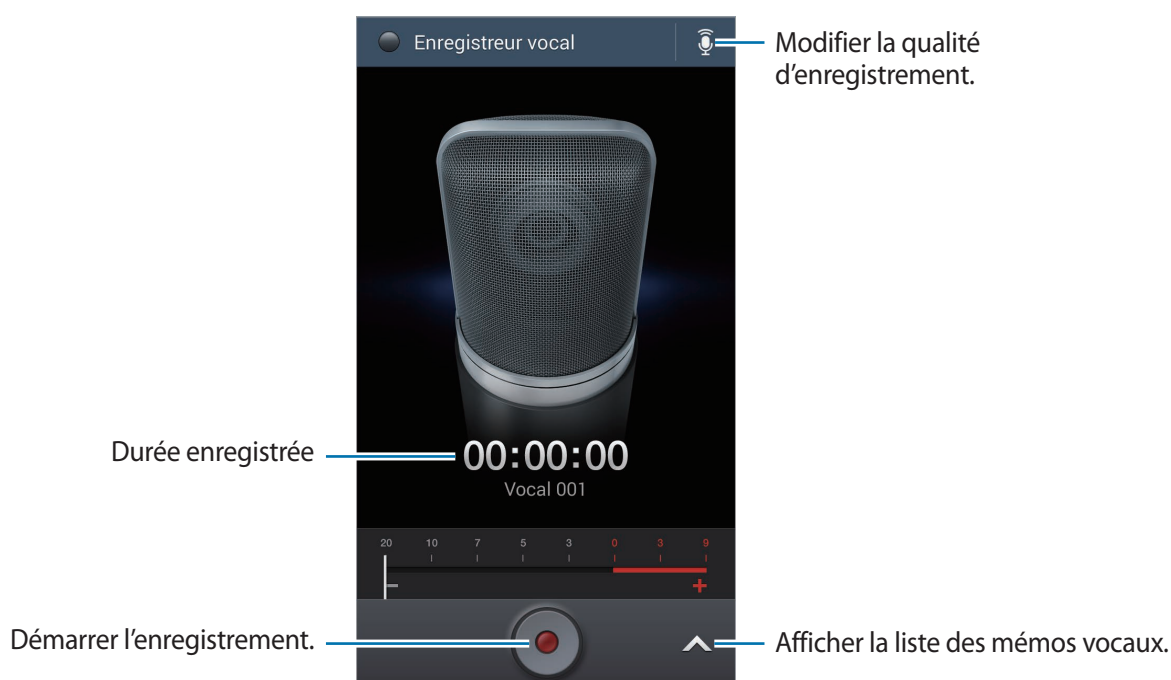 Enregistreur vocal
Modifier la qualité
d'enregistrement.
Durée enregistrée
00:00:00
Vocal 001
20 10 7 5 3 0 3 9
− +
Démarrer l'enregistrement.
Afficher la liste des mémos vocaux.